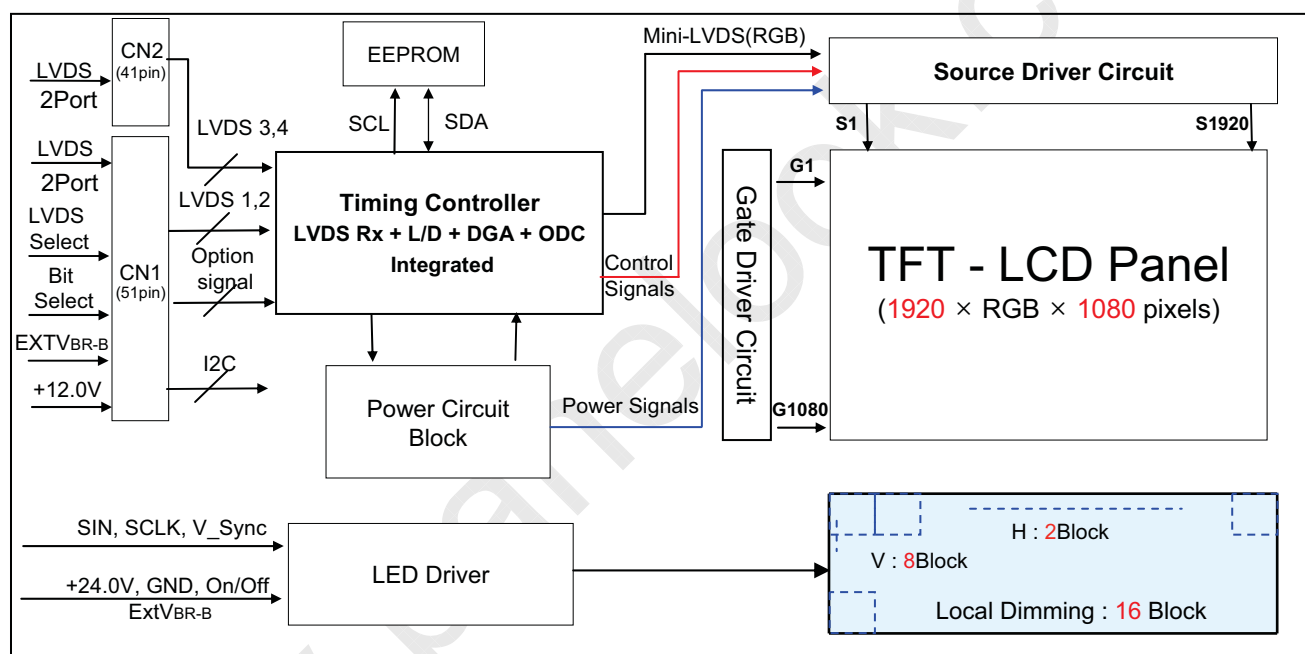 CN2
(41pin)
LVDS
2Port
EEPROM
SCL
SDA
Mini-LVDS(RGB)
Source Driver Circuit
S1
S1920
LVDS 3,4
LVDS
2Port
LVDS
Select
Bit
Select
EXTVBR-B
+12.0V
CN1
(51pin)
LVDS 1,2
Option
signal
I2C
Timing Controller
LVDS Rx + L/D + DGA + ODC
Integrated
Control
Signals
Power Circuit
Block
Power Signals
Gate Driver Circuit
G1
G1080
TFT - LCD Panel
(1920 × RGB × 1080 pixels)
SIN, SCLK, V_Sync
+24.0V, GND, On/Off
ExtVBR-B
LED Driver
H : 2Block
V : 8Block
Local Dimming : 16 Block